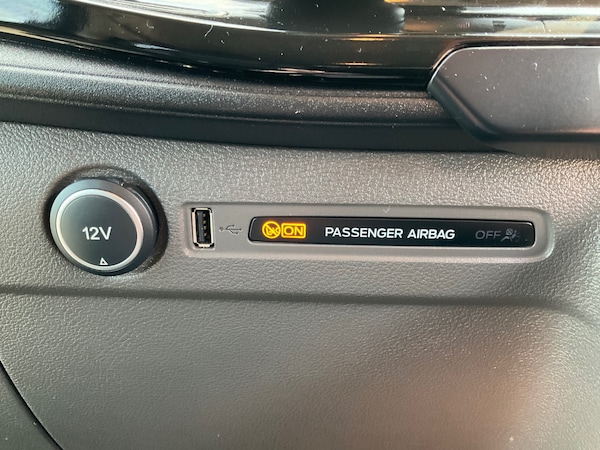 12V
ON PASSENGER AIRBAG OFF